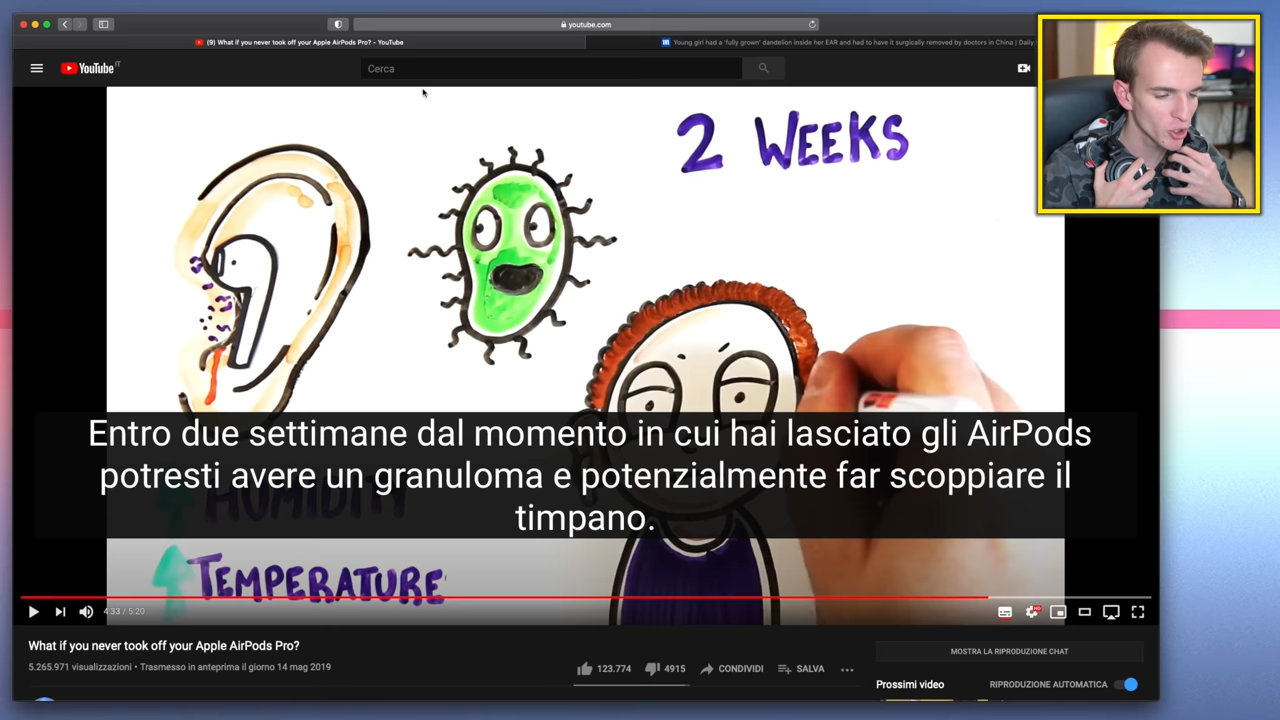 youtube.com
(9) What if you never took off your Apple AirPods Pro? - YouTube
Young girl had a 'fully grown' dandelion inside her EAR and had to have it surgically removed by doctors in China | Daily
YouTube IT
Cerca
2 WEEKS
Entro due settimane dal momento in cui hai lasciato gli AirPods
potresti avere un granuloma e potenzialmente far scoppiare il
timpano.
HUMIDITY
TEMPERATURE
4:33 / 5:20
HD
What if you never took off your Apple AirPods Pro?
5.265.971 visualizzazioni • Trasmesso in anteprima il giorno 14 mag 2019
123.774
4915
CONDIVIDI
SALVA
MOSTRA LA RIPRODUZIONE CHAT
Prossimi video
RIPRODUZIONE AUTOMATICA